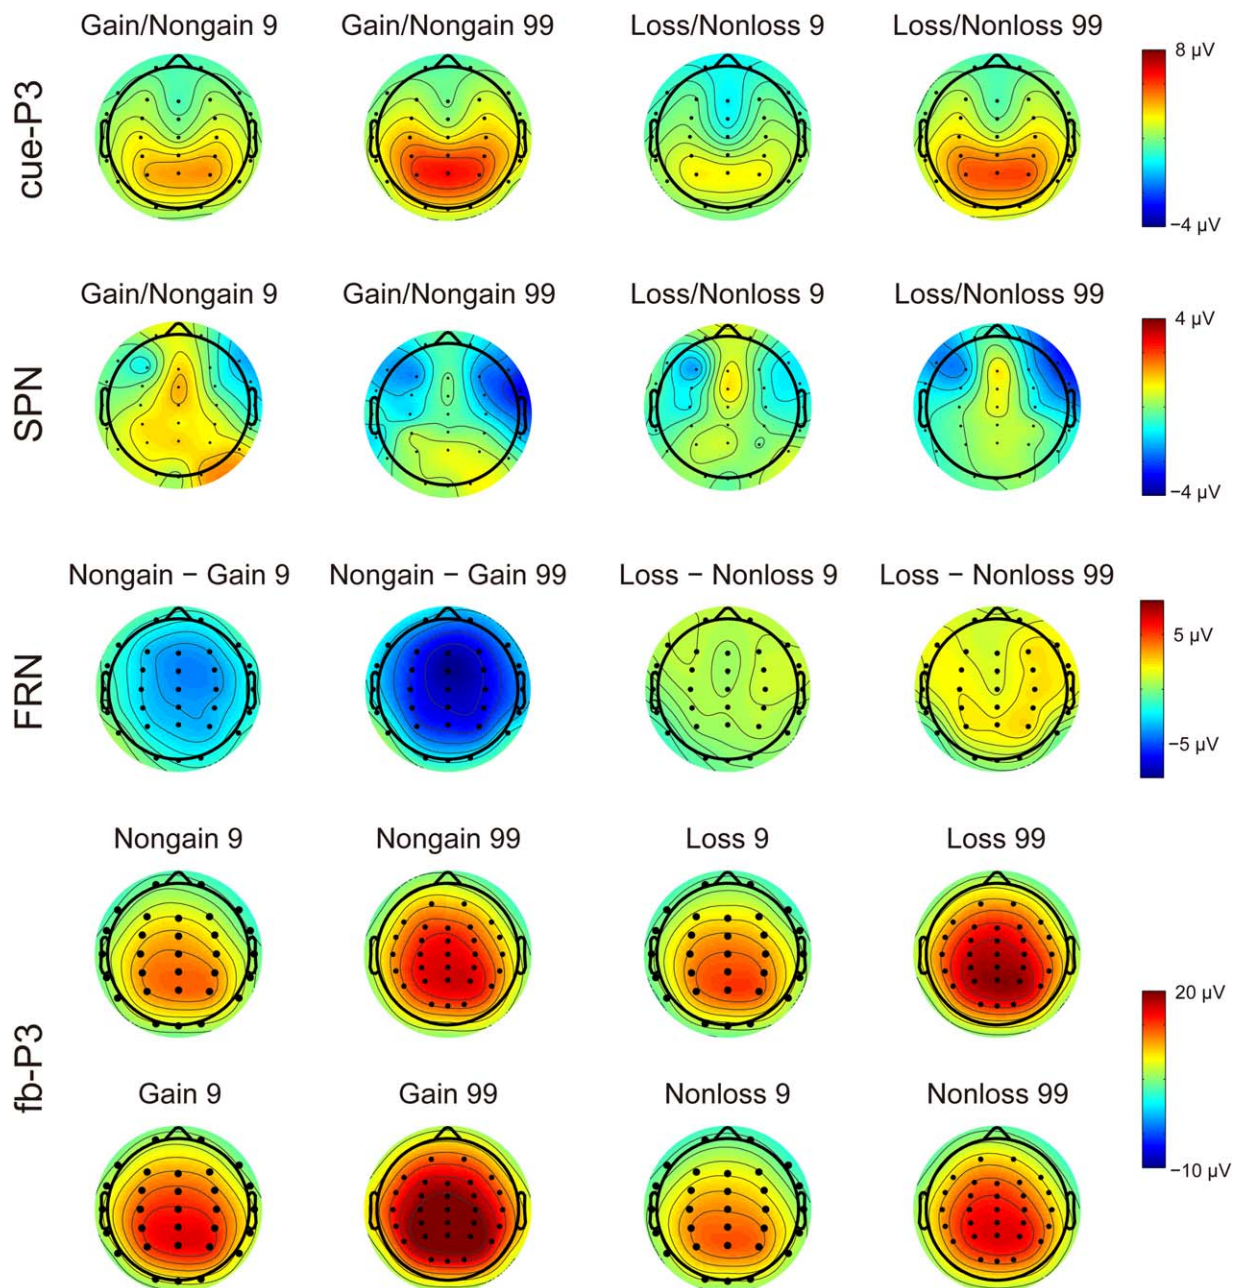 Gain/Nongain 9 Gain/Nongain 99 Loss/Nonloss 9 Loss/Nonloss 99
cue-P3
8 µV
−4 µV
Gain/Nongain 9 Gain/Nongain 99 Loss/Nonloss 9 Loss/Nonloss 99
SPN
4 µV
−4 µV
Nongain − Gain 9 Nongain − Gain 99 Loss − Nonloss 9 Loss − Nonloss 99
FRN
5 µV
−5 µV
Nongain 9 Nongain 99 Loss 9 Loss 99
fb-P3
20 µV
−10 µV
Gain 9 Gain 99 Nonloss 9 Nonloss 99